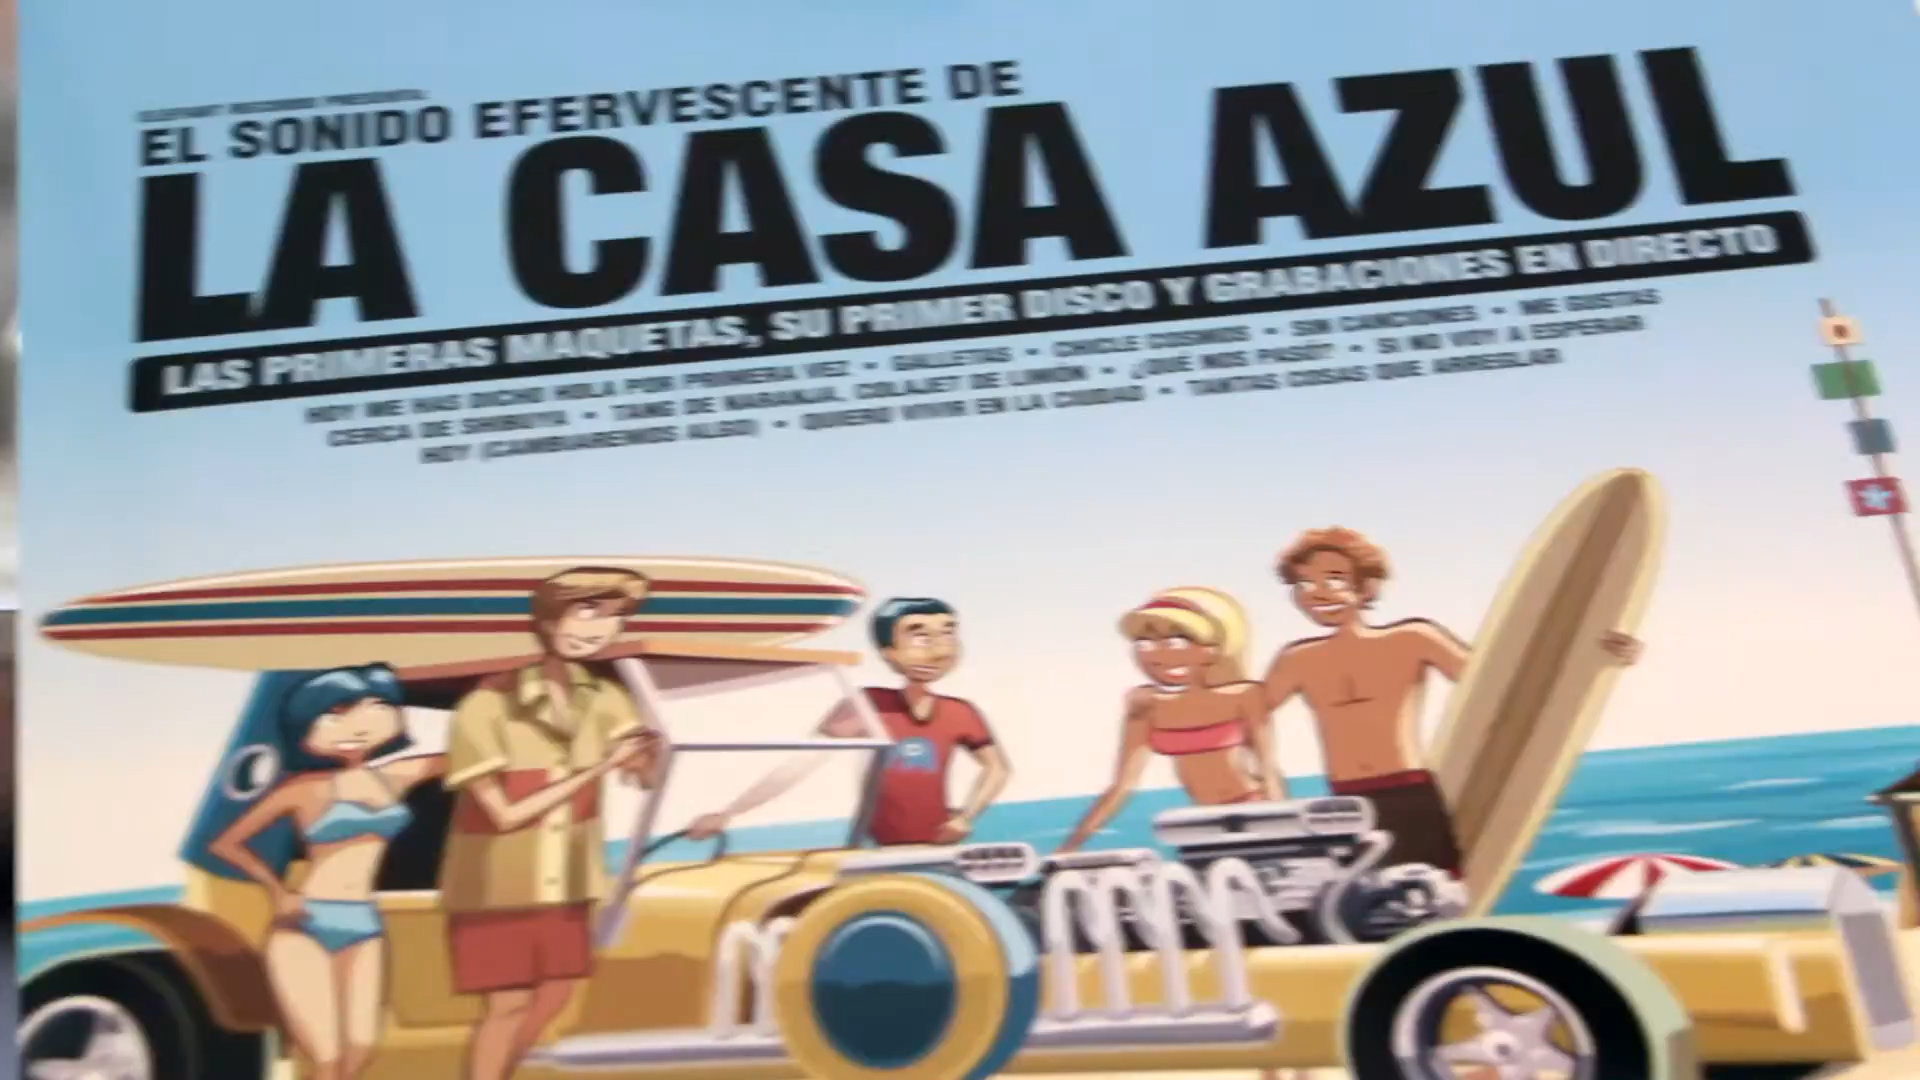 ELEFANT RECORDS PRESENTA
EL SONIDO EFERVESCENTE DE
LA CASA AZUL
LAS PRIMERAS MAQUETAS, SU PRIMER DISCO Y GRABACIONES EN DIRECTO
HOY ME HAS DICHO HOLA POR PRIMERA VEZ • GALLETAS • CHICLE COSMOS • SIN CANCIONES • ME GUSTAS
CERCA DE SHIBUYA • TANG DE NARANJA, COLAJET DE LIMÓN • ¿QUÉ NOS PASÓ? • SI NO VOY A ESPERAR
HOY (CAMBIAREMOS ALGO) • QUIERO VIVIR EN LA CIUDAD • TANTAS COSAS QUE ARREGLAR